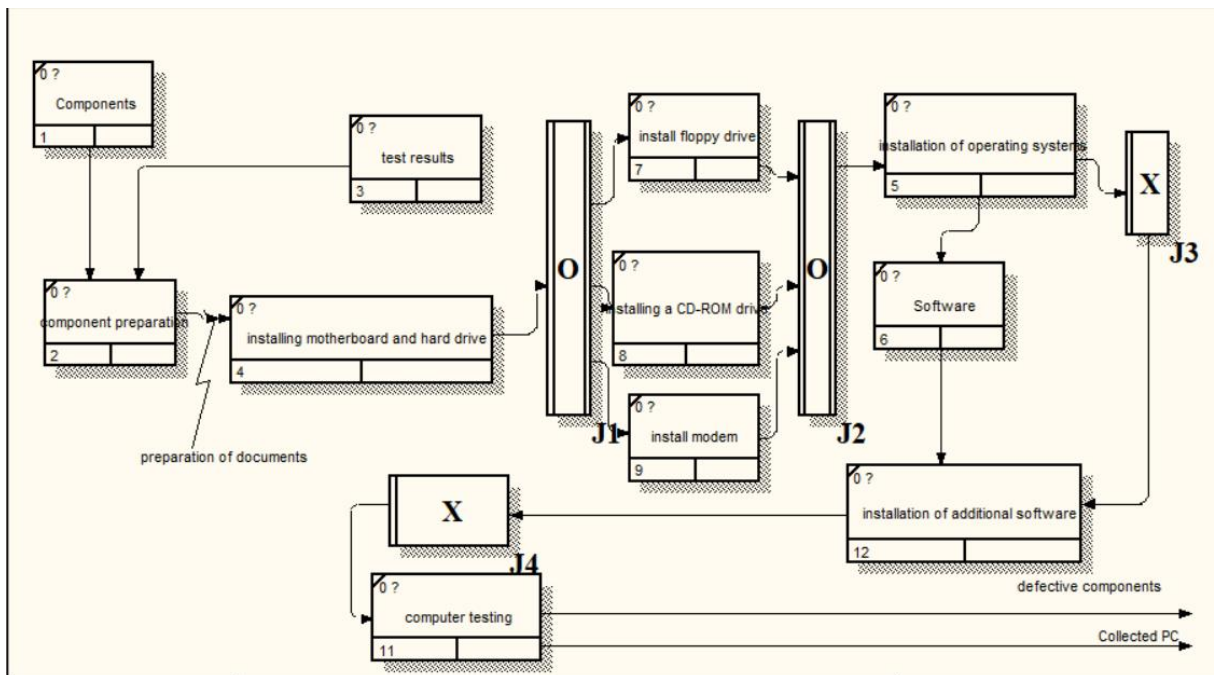 0 ?
Components
1
0 ?
test results
3
0 ?
component preparation
2
preparation of documents
0 ?
installing motherboard and hard drive
4
O
J1
0 ?
install floppy drive
7
0 ?
installing a CD-ROM drive
8
0 ?
install modem
9
O
J2
0 ?
installation of operating systems
5
X
J3
0 ?
Software
6
0 ?
installation of additional software
12
X
J4
0 ?
computer testing
11
defective components
Collected PC